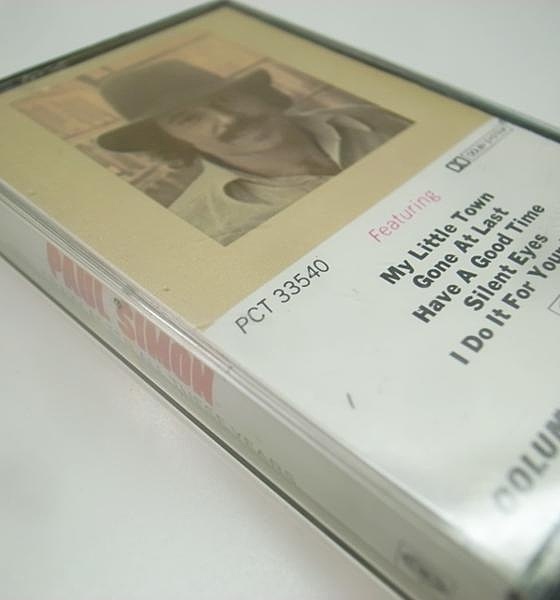 PCT 33540
Featuring
My Little Town
Gone At Last
Have A Good Time
Silent Eyes
I Do It For Your
PAUL SIMON